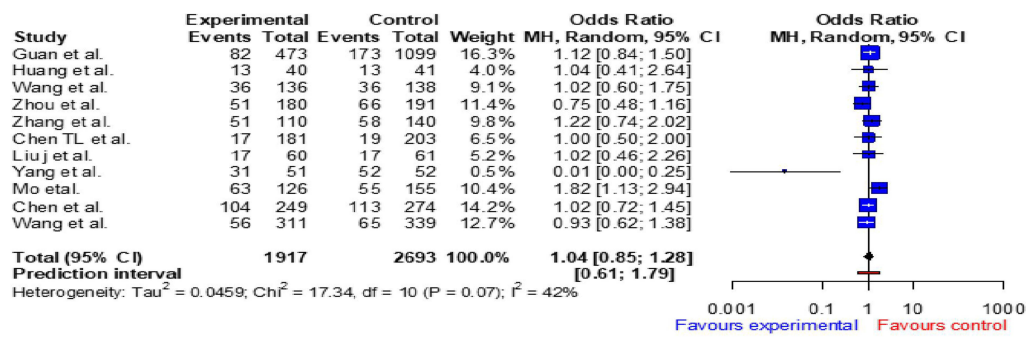 Experimental Control Odds Ratio Odds Ratio
Study Events Total Events Total Weight MH, Random, 95% CI MH, Random, 95% CI
Guan et al. 82 473 173 1099 16.3% 1.12 [0.84; 1.50]
Huang et al. 13 40 13 41 4.0% 1.04 [0.41; 2.64]
Wang et al. 36 136 36 138 9.1% 1.02 [0.60; 1.75]
Zhou et al. 51 180 66 191 11.4% 0.75 [0.48; 1.16]
Zhang et al. 51 110 58 140 9.8% 1.22 [0.74; 2.02]
Chen TL et al. 17 181 19 203 6.5% 1.00 [0.50; 2.00]
Liu j et al. 17 60 17 61 5.2% 1.02 [0.46; 2.26]
Yang et al. 31 51 52 52 0.5% 0.01 [0.00; 0.25]
Mo etal. 63 126 55 155 10.4% 1.82 [1.13; 2.94]
Chen et al. 104 249 113 274 14.2% 1.02 [0.72; 1.45]
Wang et al. 56 311 65 339 12.7% 0.93 [0.62; 1.38]
Total (95% CI) 1917 2693 100.0% 1.04 [0.85; 1.28]
Prediction interval [0.61; 1.79]
Heterogeneity: Tau² = 0.0459; Chi² = 17.34, df = 10 (P = 0.07); I² = 42%
0.001 0.1 1 10 1000
Favours experimental Favours control